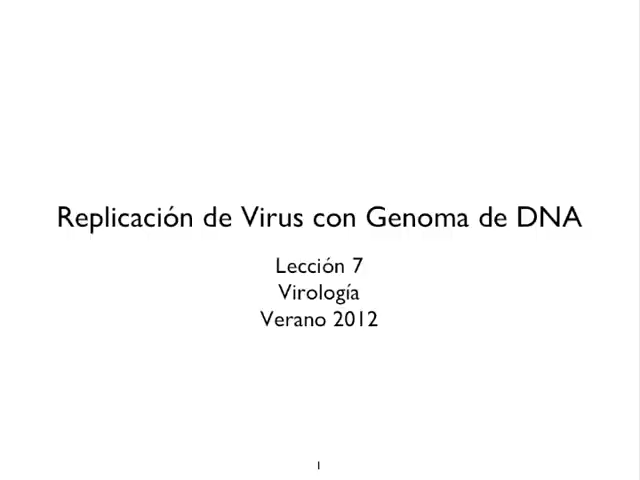 Replicación de Virus con Genoma de DNA
Lección 7
Virología
Verano 2012
1